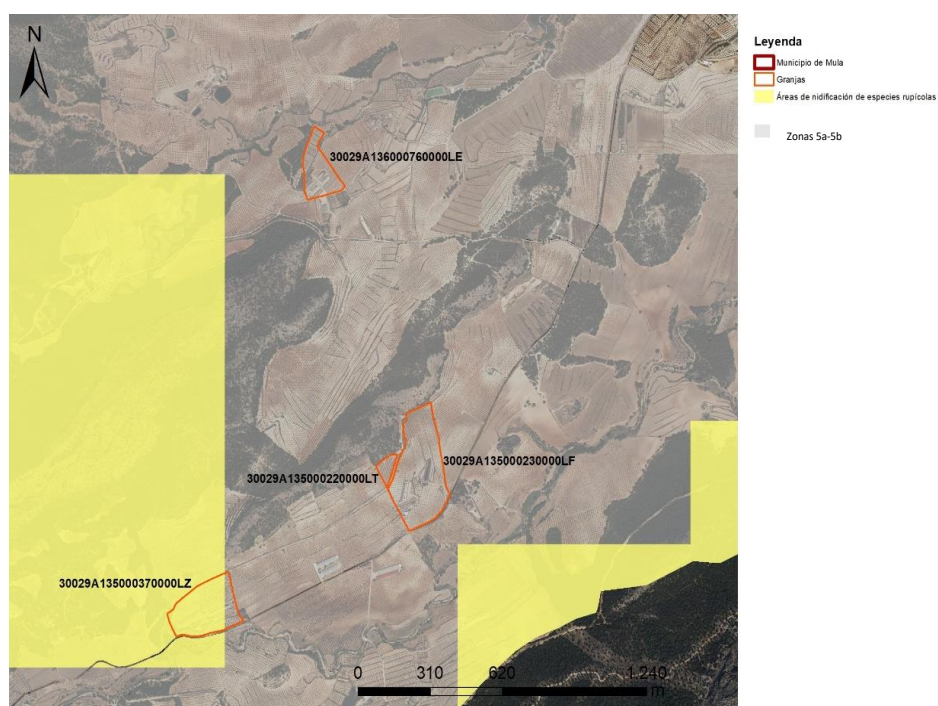 N
Leyenda
Municipio de Mula
Granjas
Áreas de nidificación de especies rupícolas
Zonas 5a-5b
30029A136000760000LE
30029A135000230000LF
30029A135000220000LT
30029A135000370000LZ
0 310 620 1.240
m